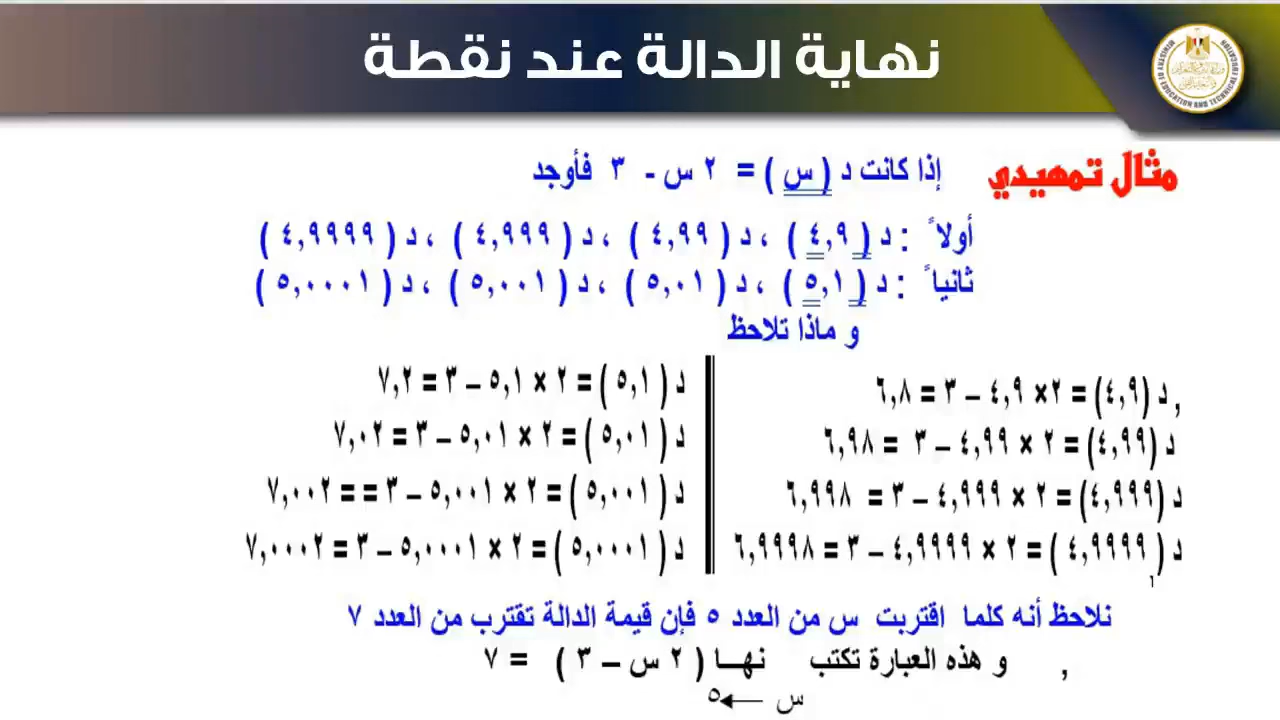 نهاية الدالة عند نقطة
مثال تمهيدي إذا كانت د ( س ) = ٢ س - ٣ فأوجد
أولاً : د ( ٤,٩ ) ، د ( ٤,٩٩ ) ، د ( ٤,٩٩٩ ) ، د ( ٤,٩٩٩٩ )
ثانياً : د ( ٥,١ ) ، د ( ٥,٠١ ) ، د ( ٥,٠٠١ ) ، د ( ٥,٠٠٠١ )
و ماذا تلاحظ
, د (٤,٩) = ٢× ٤,٩ – ٣ = ٦,٨
د (٤,٩٩) = ٢ × ٤,٩٩ – ٣ = ٦,٩٨
د (٤,٩٩٩) = ٢ × ٤,٩٩٩ – ٣ = ٦,٩٩٨
د ( ٤,٩٩٩٩ ) = ٢ × ٤,٩٩٩٩ – ٣ = ٦,٩٩٩٨
د ( ٥,١ ) = ٢ × ٥,١ – ٣ = ٧,٢
د ( ٥,٠١ ) = ٢ × ٥,٠١ – ٣ = ٧,٠٢
د ( ٥,٠٠١ ) = ٢ × ٥,٠٠١ – ٣ = = ٧,٠٠٢
د ( ٥,٠٠٠١ ) = ٢ × ٥,٠٠٠١ – ٣ = ٧,٠٠٠٢
نلاحظ أنه كلما اقتربت س من العدد ٥ فإن قيمة الدالة تقترب من العدد ٧
, و هذه العبارة تكتب نهــا ( ٢ س – ٣ ) = ٧
س ← ٥